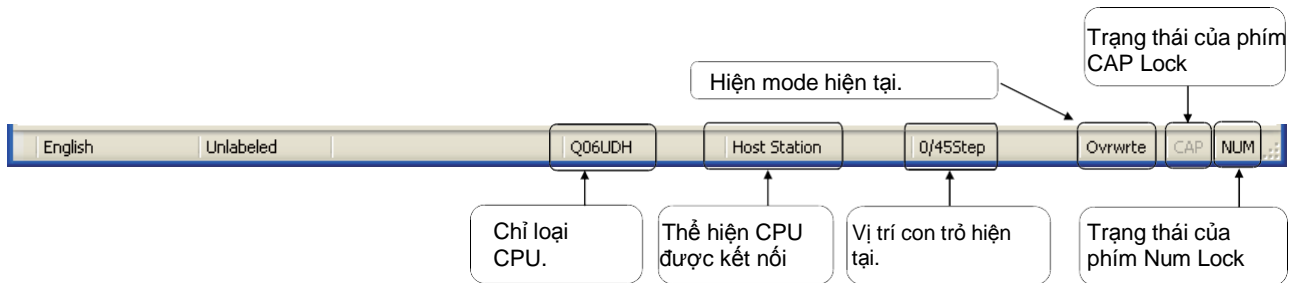 Trạng thái của phím
CAP Lock
Hiện mode hiện tại.
English Unlabeled Q06UDH Host Station 0/45Step Ovrwrte CAP NUM
Chỉ loại
CPU.
Thể hiện CPU
được kết nối
Vị trí con trỏ hiện
tại.
Trạng thái của
phím Num Lock